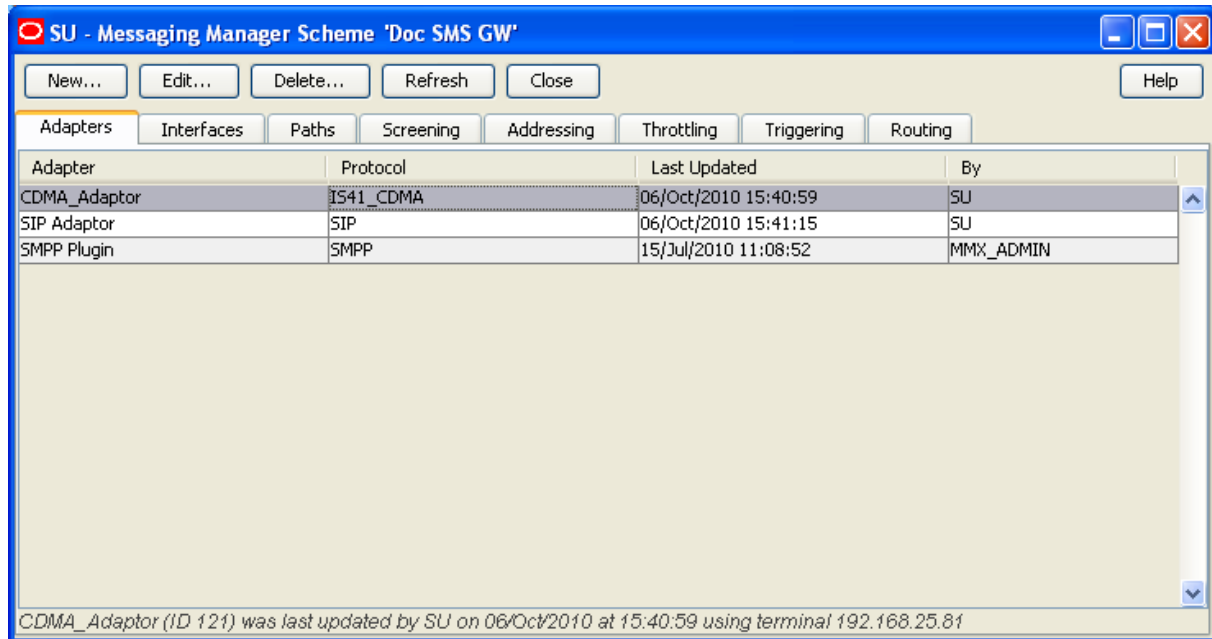 SU - Messaging Manager Scheme 'Doc SMS GW'
New... Edit... Delete... Refresh Close Help
Adapters Interfaces Paths Screening Addressing Throttling Triggering Routing
Adapter Protocol Last Updated By
CDMA_Adaptor IS41_CDMA 06/Oct/2010 15:40:59 SU
SIP Adaptor SIP 06/Oct/2010 15:41:15 SU
SMPP Plugin SMPP 15/Jul/2010 11:08:52 MMX_ADMIN
CDMA_Adaptor (ID 121) was last updated by SU on 06/Oct/2010 at 15:40:59 using terminal 192.168.25.81